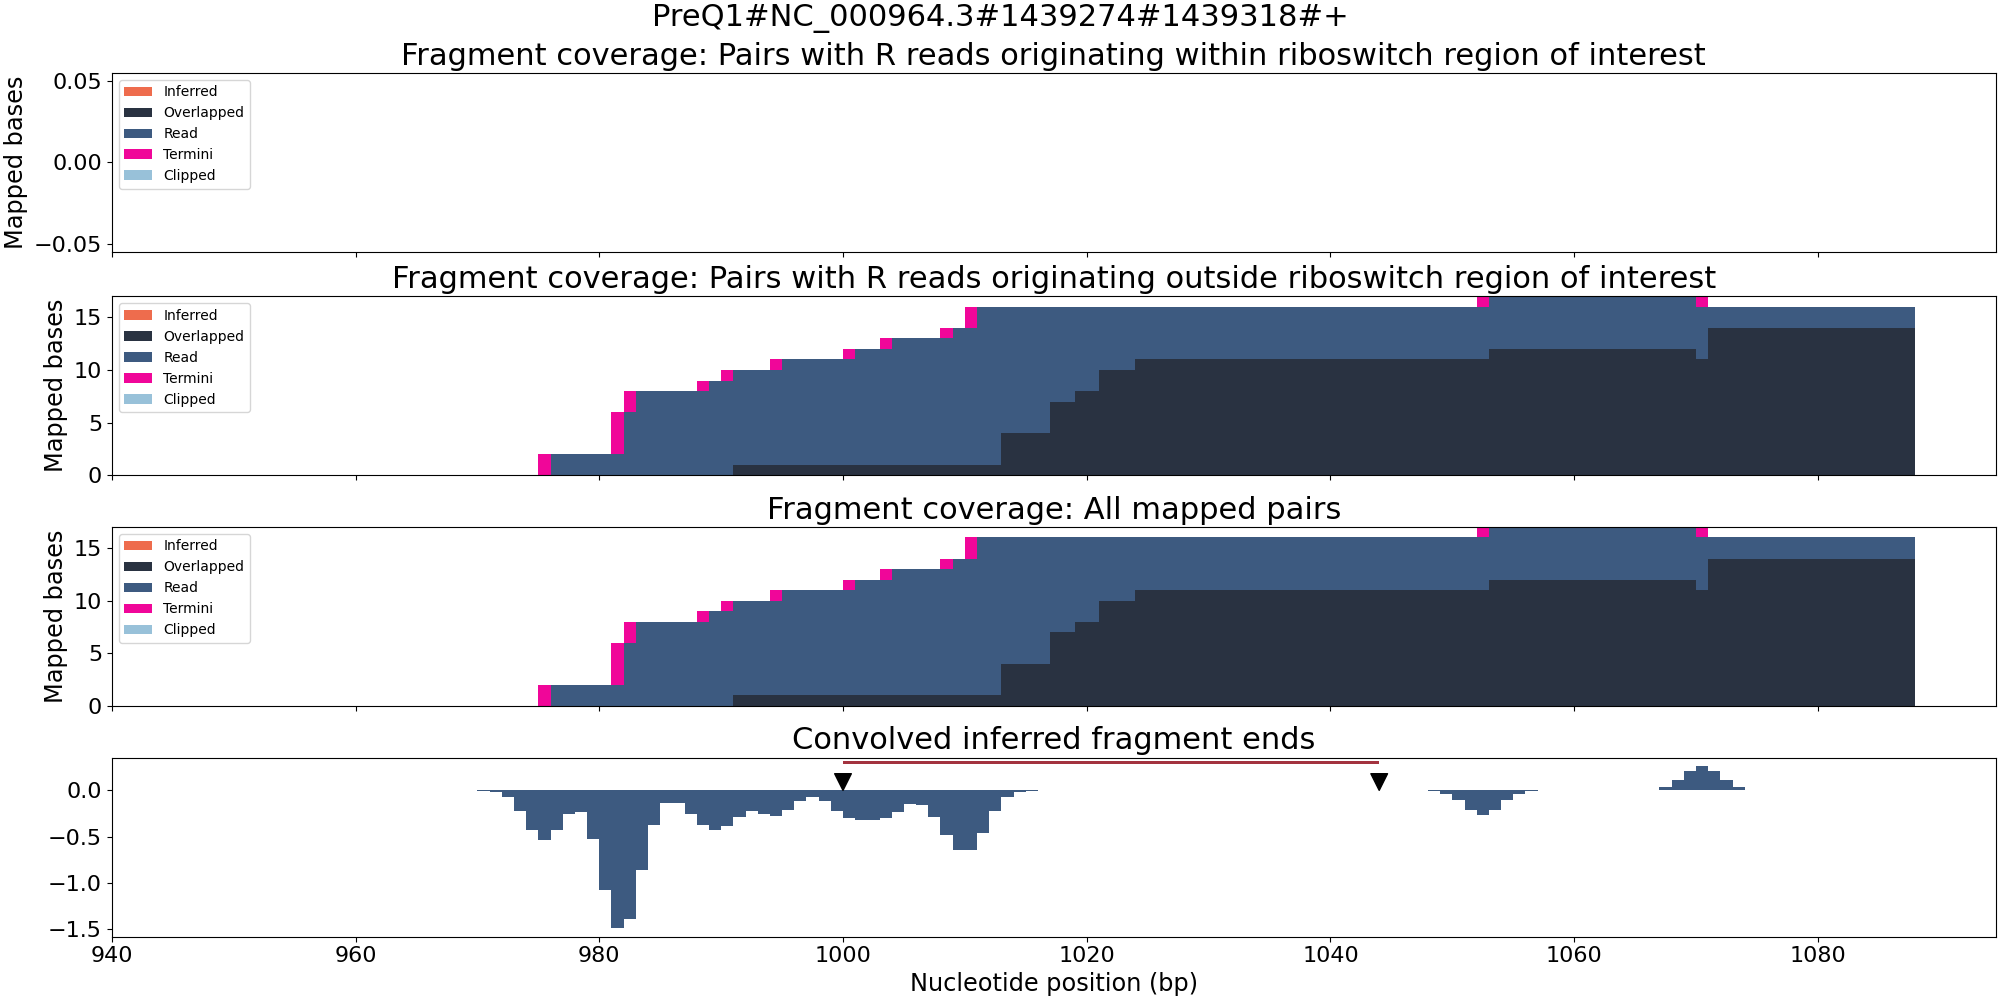 PreQ1#NC_000964.3#1439274#1439318#+
Fragment coverage: Pairs with R reads originating within riboswitch region of interest
Mapped bases
0.05
0.00
−0.05
Inferred
Overlapped
Read
Termini
Clipped
Fragment coverage: Pairs with R reads originating outside riboswitch region of interest
Mapped bases
15
10
5
0
Inferred
Overlapped
Read
Termini
Clipped
Fragment coverage: All mapped pairs
Mapped bases
15
10
5
0
Inferred
Overlapped
Read
Termini
Clipped
Convolved inferred fragment ends
0.0
−0.5
−1.0
−1.5
940 960 980 1000 1020 1040 1060 1080
Nucleotide position (bp)